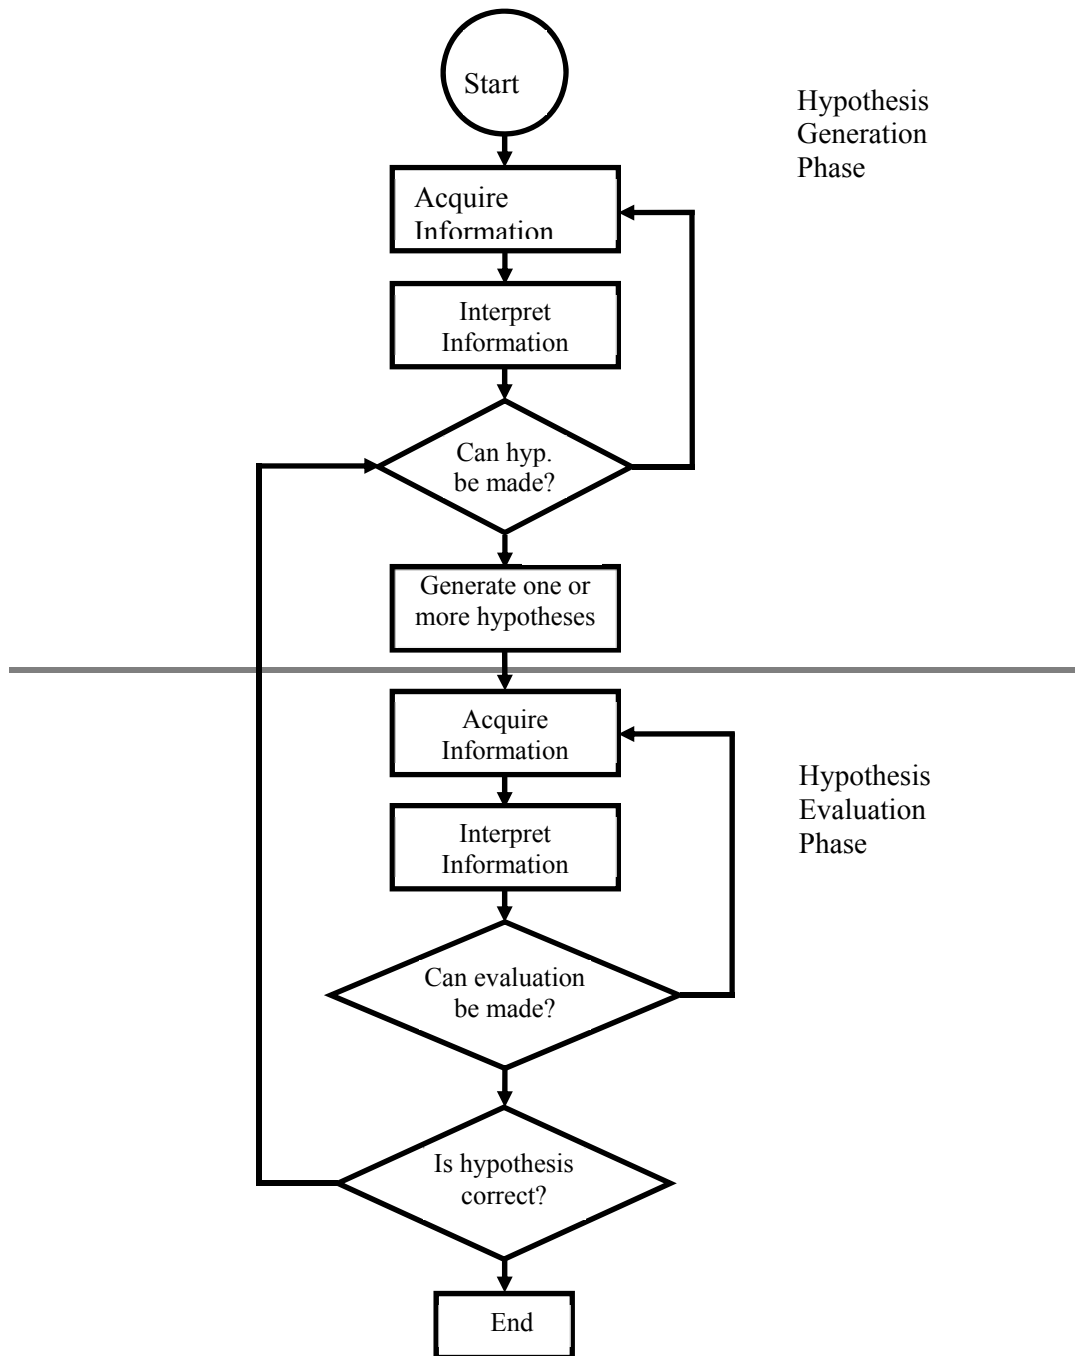 Start
Hypothesis
Generation
Phase
Acquire
Information
Interpret
Information
Can hyp.
be made?
Generate one or
more hypotheses
Acquire
Information
Hypothesis
Evaluation
Phase
Interpret
Information
Can evaluation
be made?
Is hypothesis
correct?
End